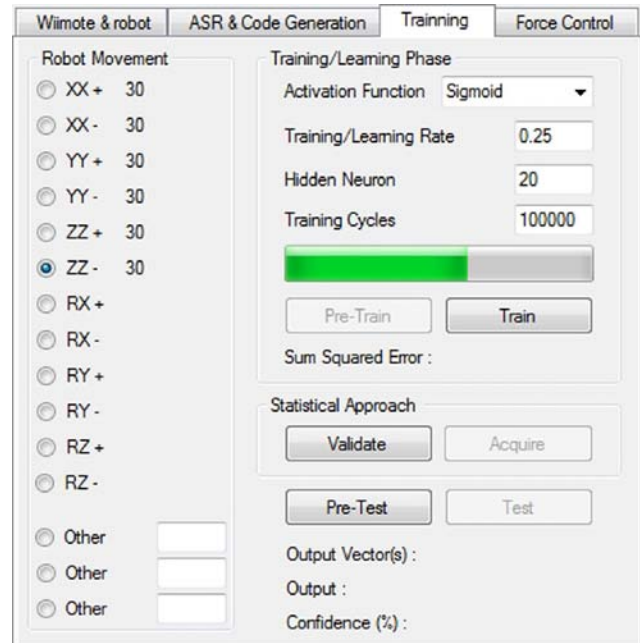 Wiimote & robot ASR & Code Generation Trainning Force Control
Robot Movement
XX + 30
XX - 30
YY + 30
YY - 30
ZZ + 30
ZZ - 30
RX +
RX -
RY +
RY -
RZ +
RZ -
Other
Other
Other
Training/Learning Phase
Activation Function Sigmoid
Training/Learning Rate 0.25
Hidden Neuron 20
Training Cycles 100000
Pre-Train Train
Sum Squared Error :
Statistical Approach
Validate Acquire
Pre-Test Test
Output Vector(s) :
Output :
Confidence (%) :